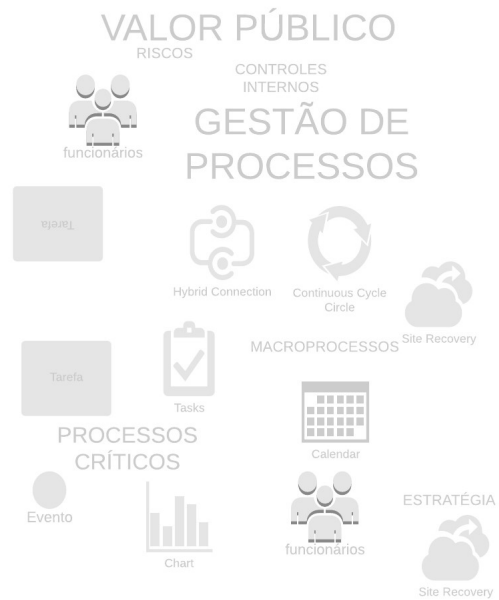 VALOR PÚBLICO
RISCOS
CONTROLES
INTERNOS
GESTÃO DE
PROCESSOS
funcionários
Tarefa
Hybrid Connection
Continuous Cycle
Circle
Site Recovery
MACROPROCESSOS
Tarefa
Tasks
PROCESSOS
CRÍTICOS
Calendar
Evento
Chart
funcionários
ESTRATÉGIA
Site Recovery